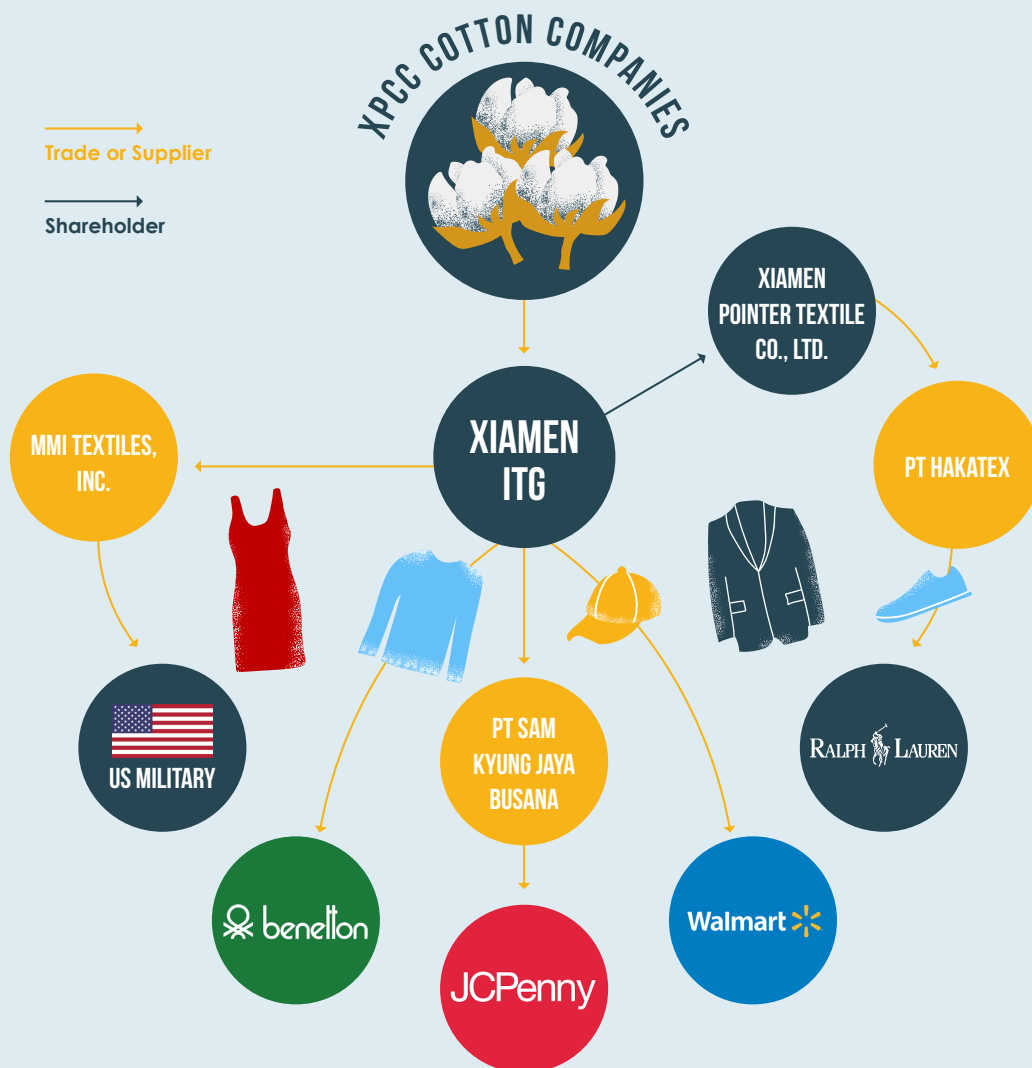 XPCC COTTON COMPANIES
Trade or Supplier
Shareholder
XIAMEN
POINTER TEXTILE
CO., LTD.
MMI TEXTILES,
INC.
XIAMEN
ITG
PT HAKATEX
US MILITARY
PT SAM
KYUNG JAYA
BUSANA
RALPH LAUREN
benetton
JCPenny
Walmart